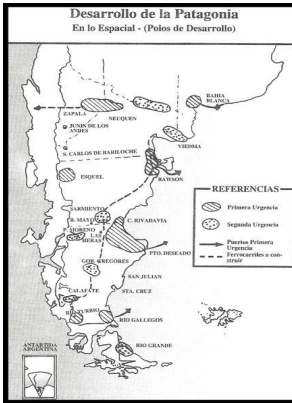 Desarrollo de la Patagonia
En lo Espacial - (Polos de Desarrollo)
BAHIA
BLANCA
ZAPALA
NEUQUEN
JUNIN DE LOS
ANDES
VIEDMA
S. CARLOS DE BARILOCHE
ESQUEL
RAWSON
REFERENCIAS
Primera Urgencia
Segunda Urgencia
Puertos Primera
Urgencia
Ferrocarriles a cons-
truir
SARMIENTO
R. MAYO
C. RIVADAVIA
P. MORENO
LAS
HERAS
PTO. DESEADO
GOB. GREGORES
SAN JULIAN
CALAFATE
STA. CRUZ
RIO TURBIO
RIO GALLEGOS
ANTARTIDA
ARGENTINA
RIO GRANDE